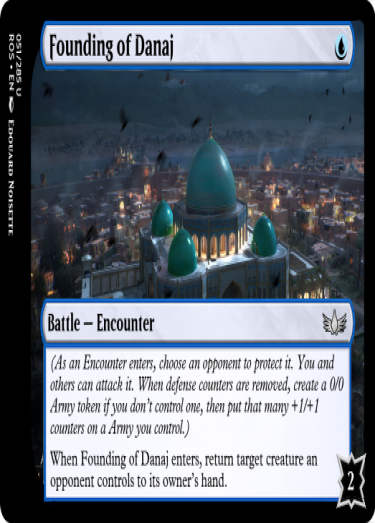 Founding of Danaj
Battle – Encounter
(As an Encounter enters, choose an opponent to protect it. You and
others can attack it. When defense counters are removed, create a 0/0
Army token if you don't control one, then put that many +1/+1
counters on a Army you control.)
When Founding of Danaj enters, return target creature an
opponent controls to its owner's hand.
2
051/285 U
ROS • EN Edouard Noisette